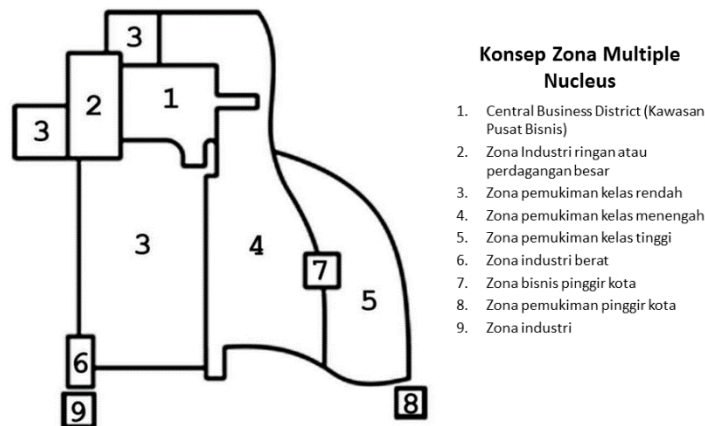 3
2
1
3
3
4
7
5
6
9
8
Konsep Zona Multiple
Nucleus
1. Central Business District (Kawasan
Pusat Bisnis)
2. Zona Industri ringan atau
perdagangan besar
3. Zona pemukiman kelas rendah
4. Zona pemukiman kelas menengah
5. Zona pemukiman kelas tinggi
6. Zona industri berat
7. Zona bisnis pinggir kota
8. Zona pemukiman pinggir kota
9. Zona industri